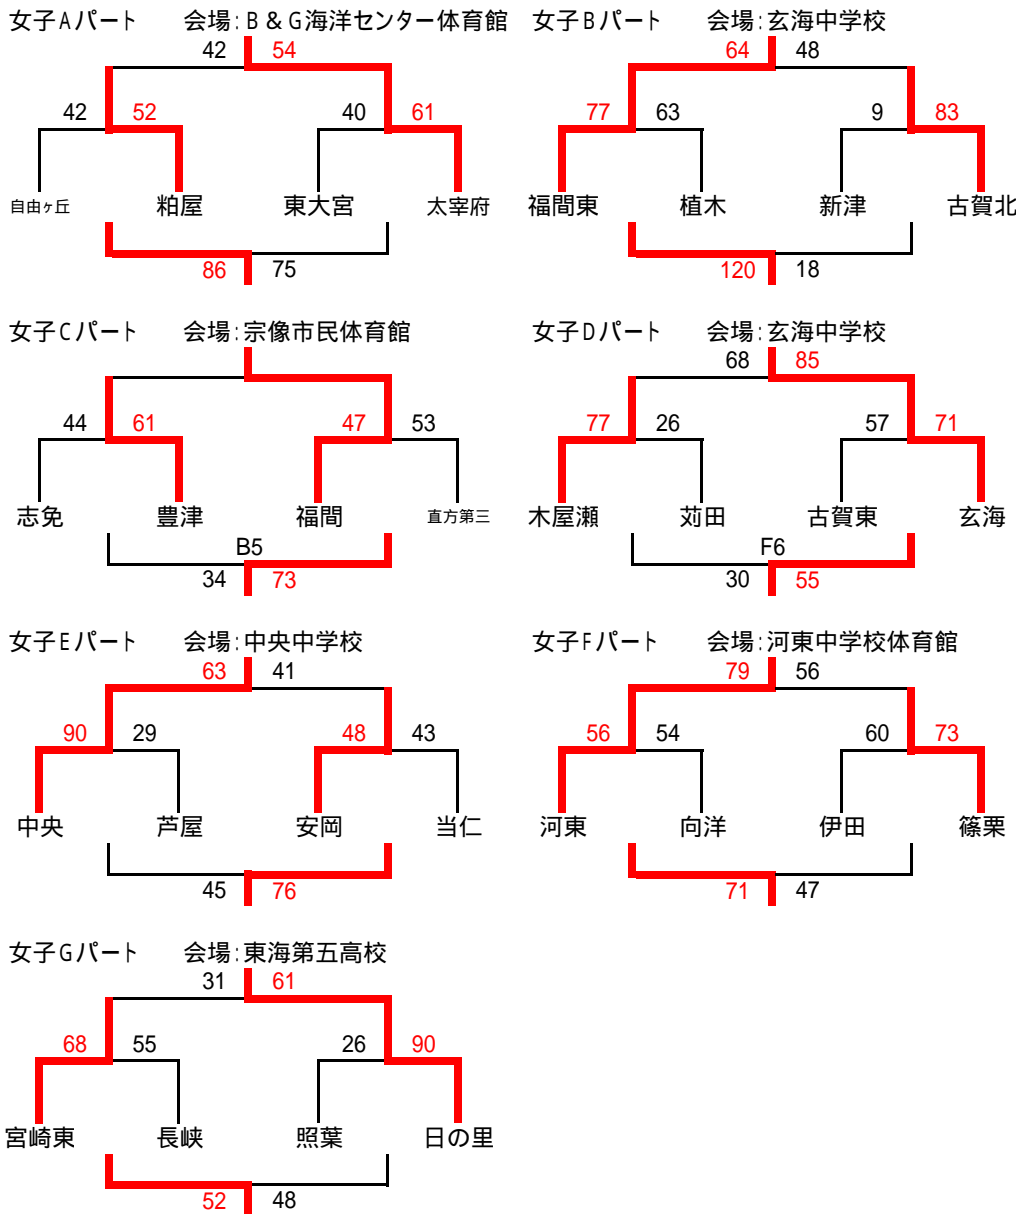 女子Aパート 会場:B&G海洋センター体育館
42 54
42 52 40 61
自由ヶ丘 粕屋 東大宮 太宰府
86 75
女子Bパート 会場:玄海中学校
64 48
77 63 9 83
福間東 植木 新津 古賀北
120 18
女子Cパート 会場:宗像市民体育館
44 61 47 53
志免 豊津 福間 直方第三
B5
34 73
女子Dパート 会場:玄海中学校
68 85
77 26 57 71
木屋瀬 苅田 古賀東 玄海
F6
30 55
女子Eパート 会場:中央中学校
63 41
90 29 48 43
中央 芦屋 安岡 当仁
45 76
女子Fパート 会場:河東中学校体育館
79 56
56 54 60 73
河東 向洋 伊田 篠栗
71 47
女子Gパート 会場:東海第五高校
31 61
68 55 26 90
宮崎東 長峡 照葉 日の里
52 48